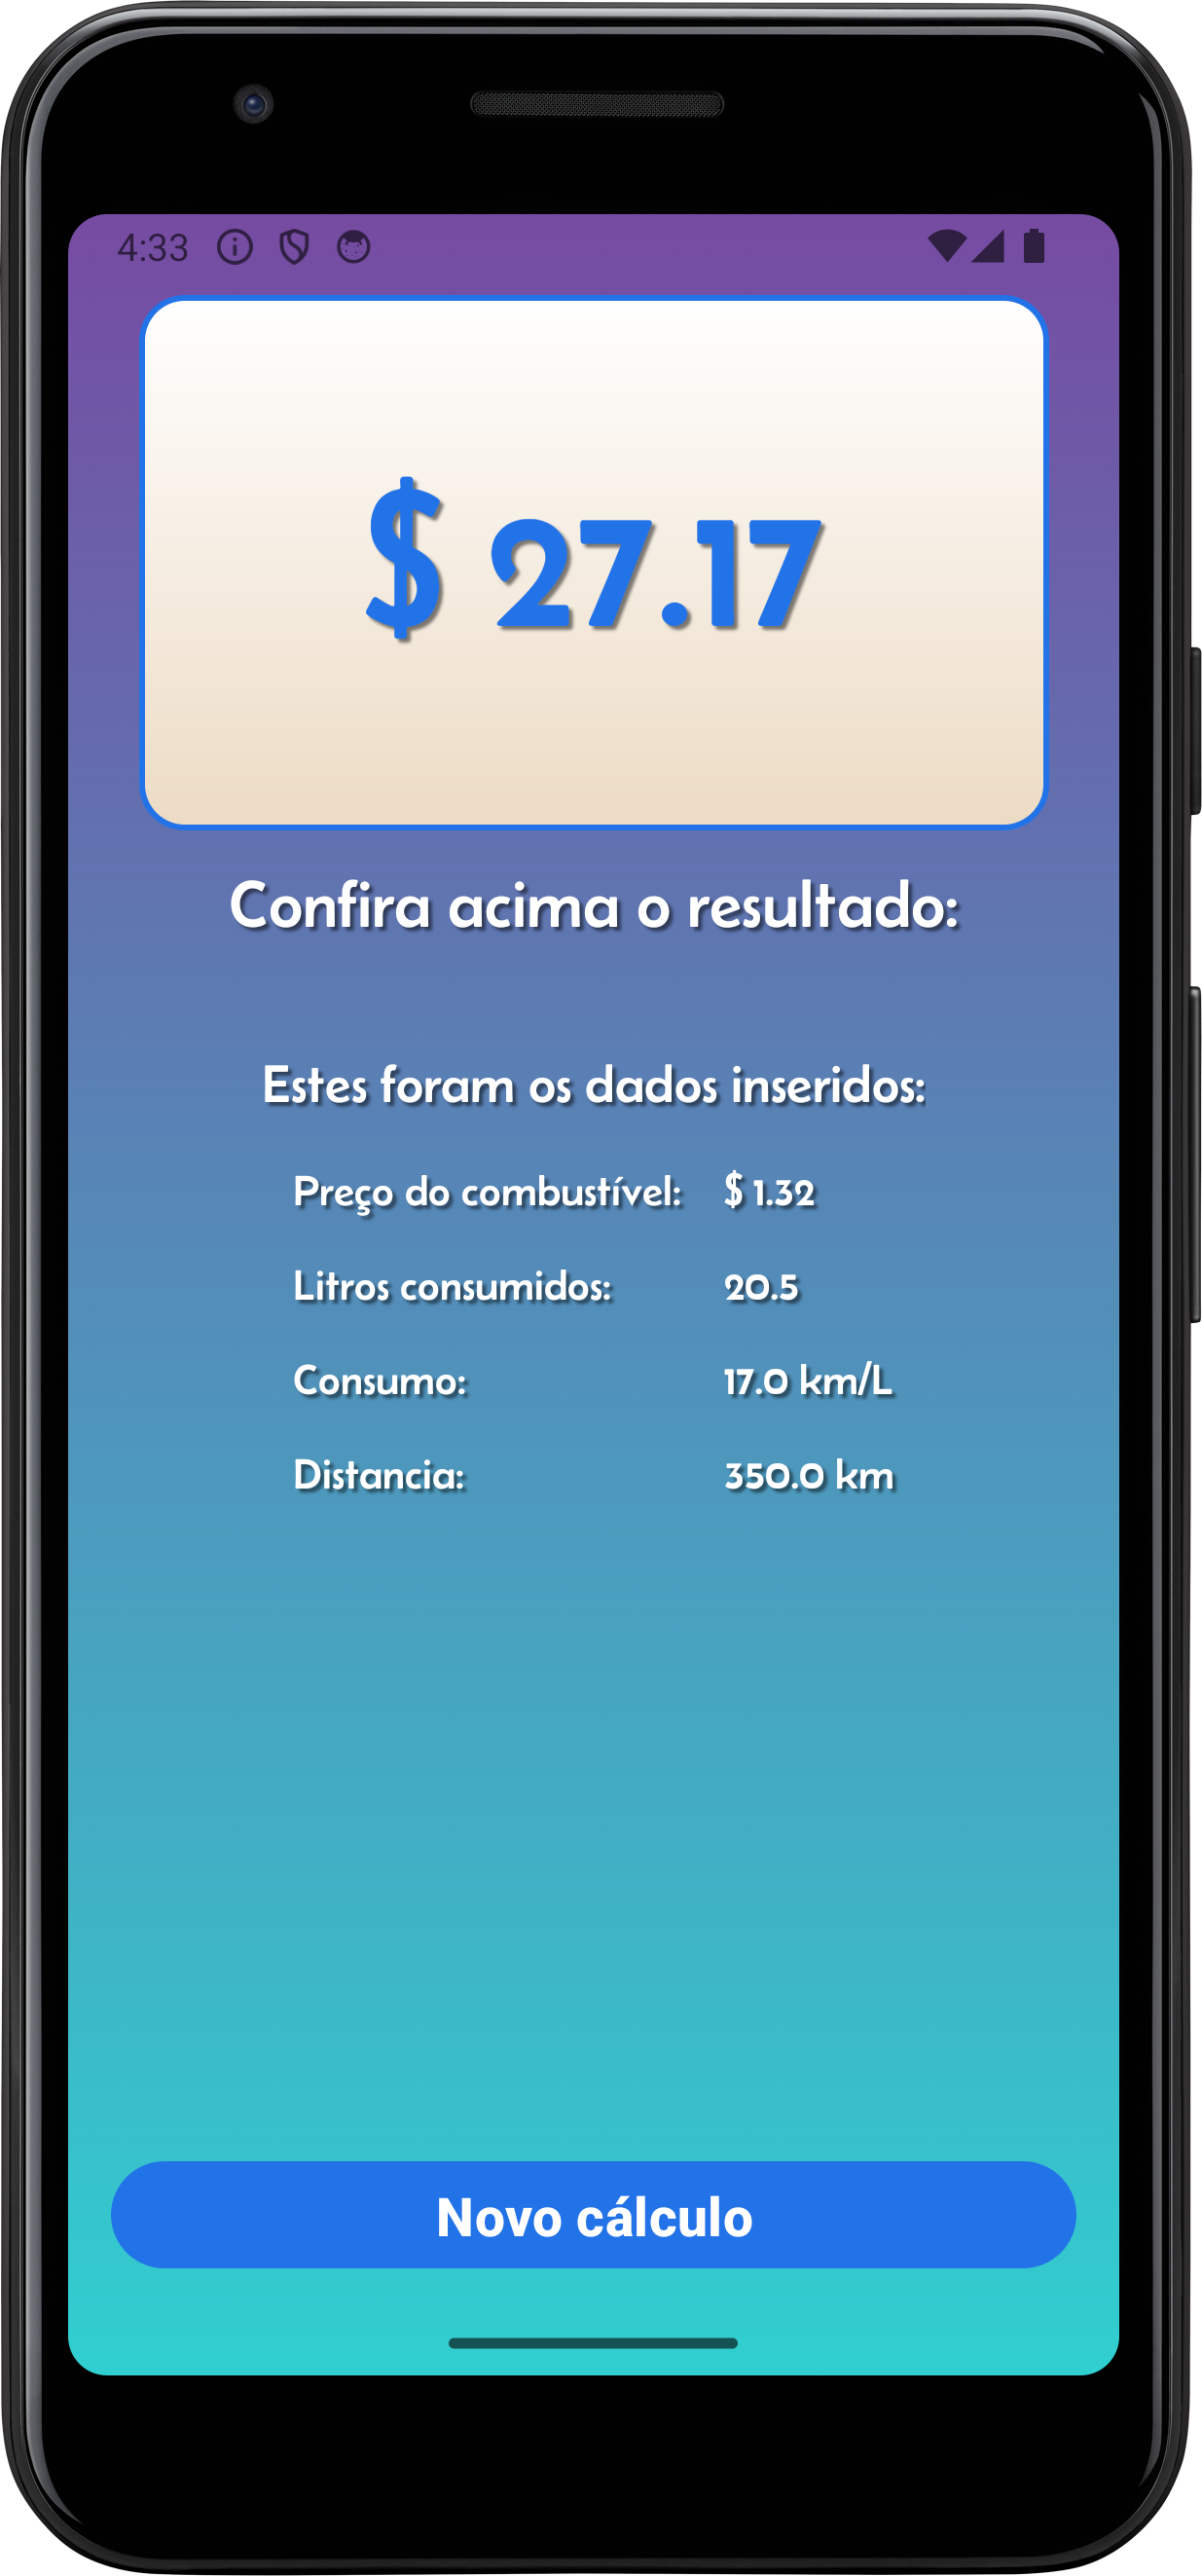 4:33
$ 27.17
Confira acima o resultado:
Estes foram os dados inseridos:
Preço do combustível: $ 1.32
Litros consumidos: 20.5
Consumo: 17.0 km/L
Distancia: 350.0 km
Novo cálculo